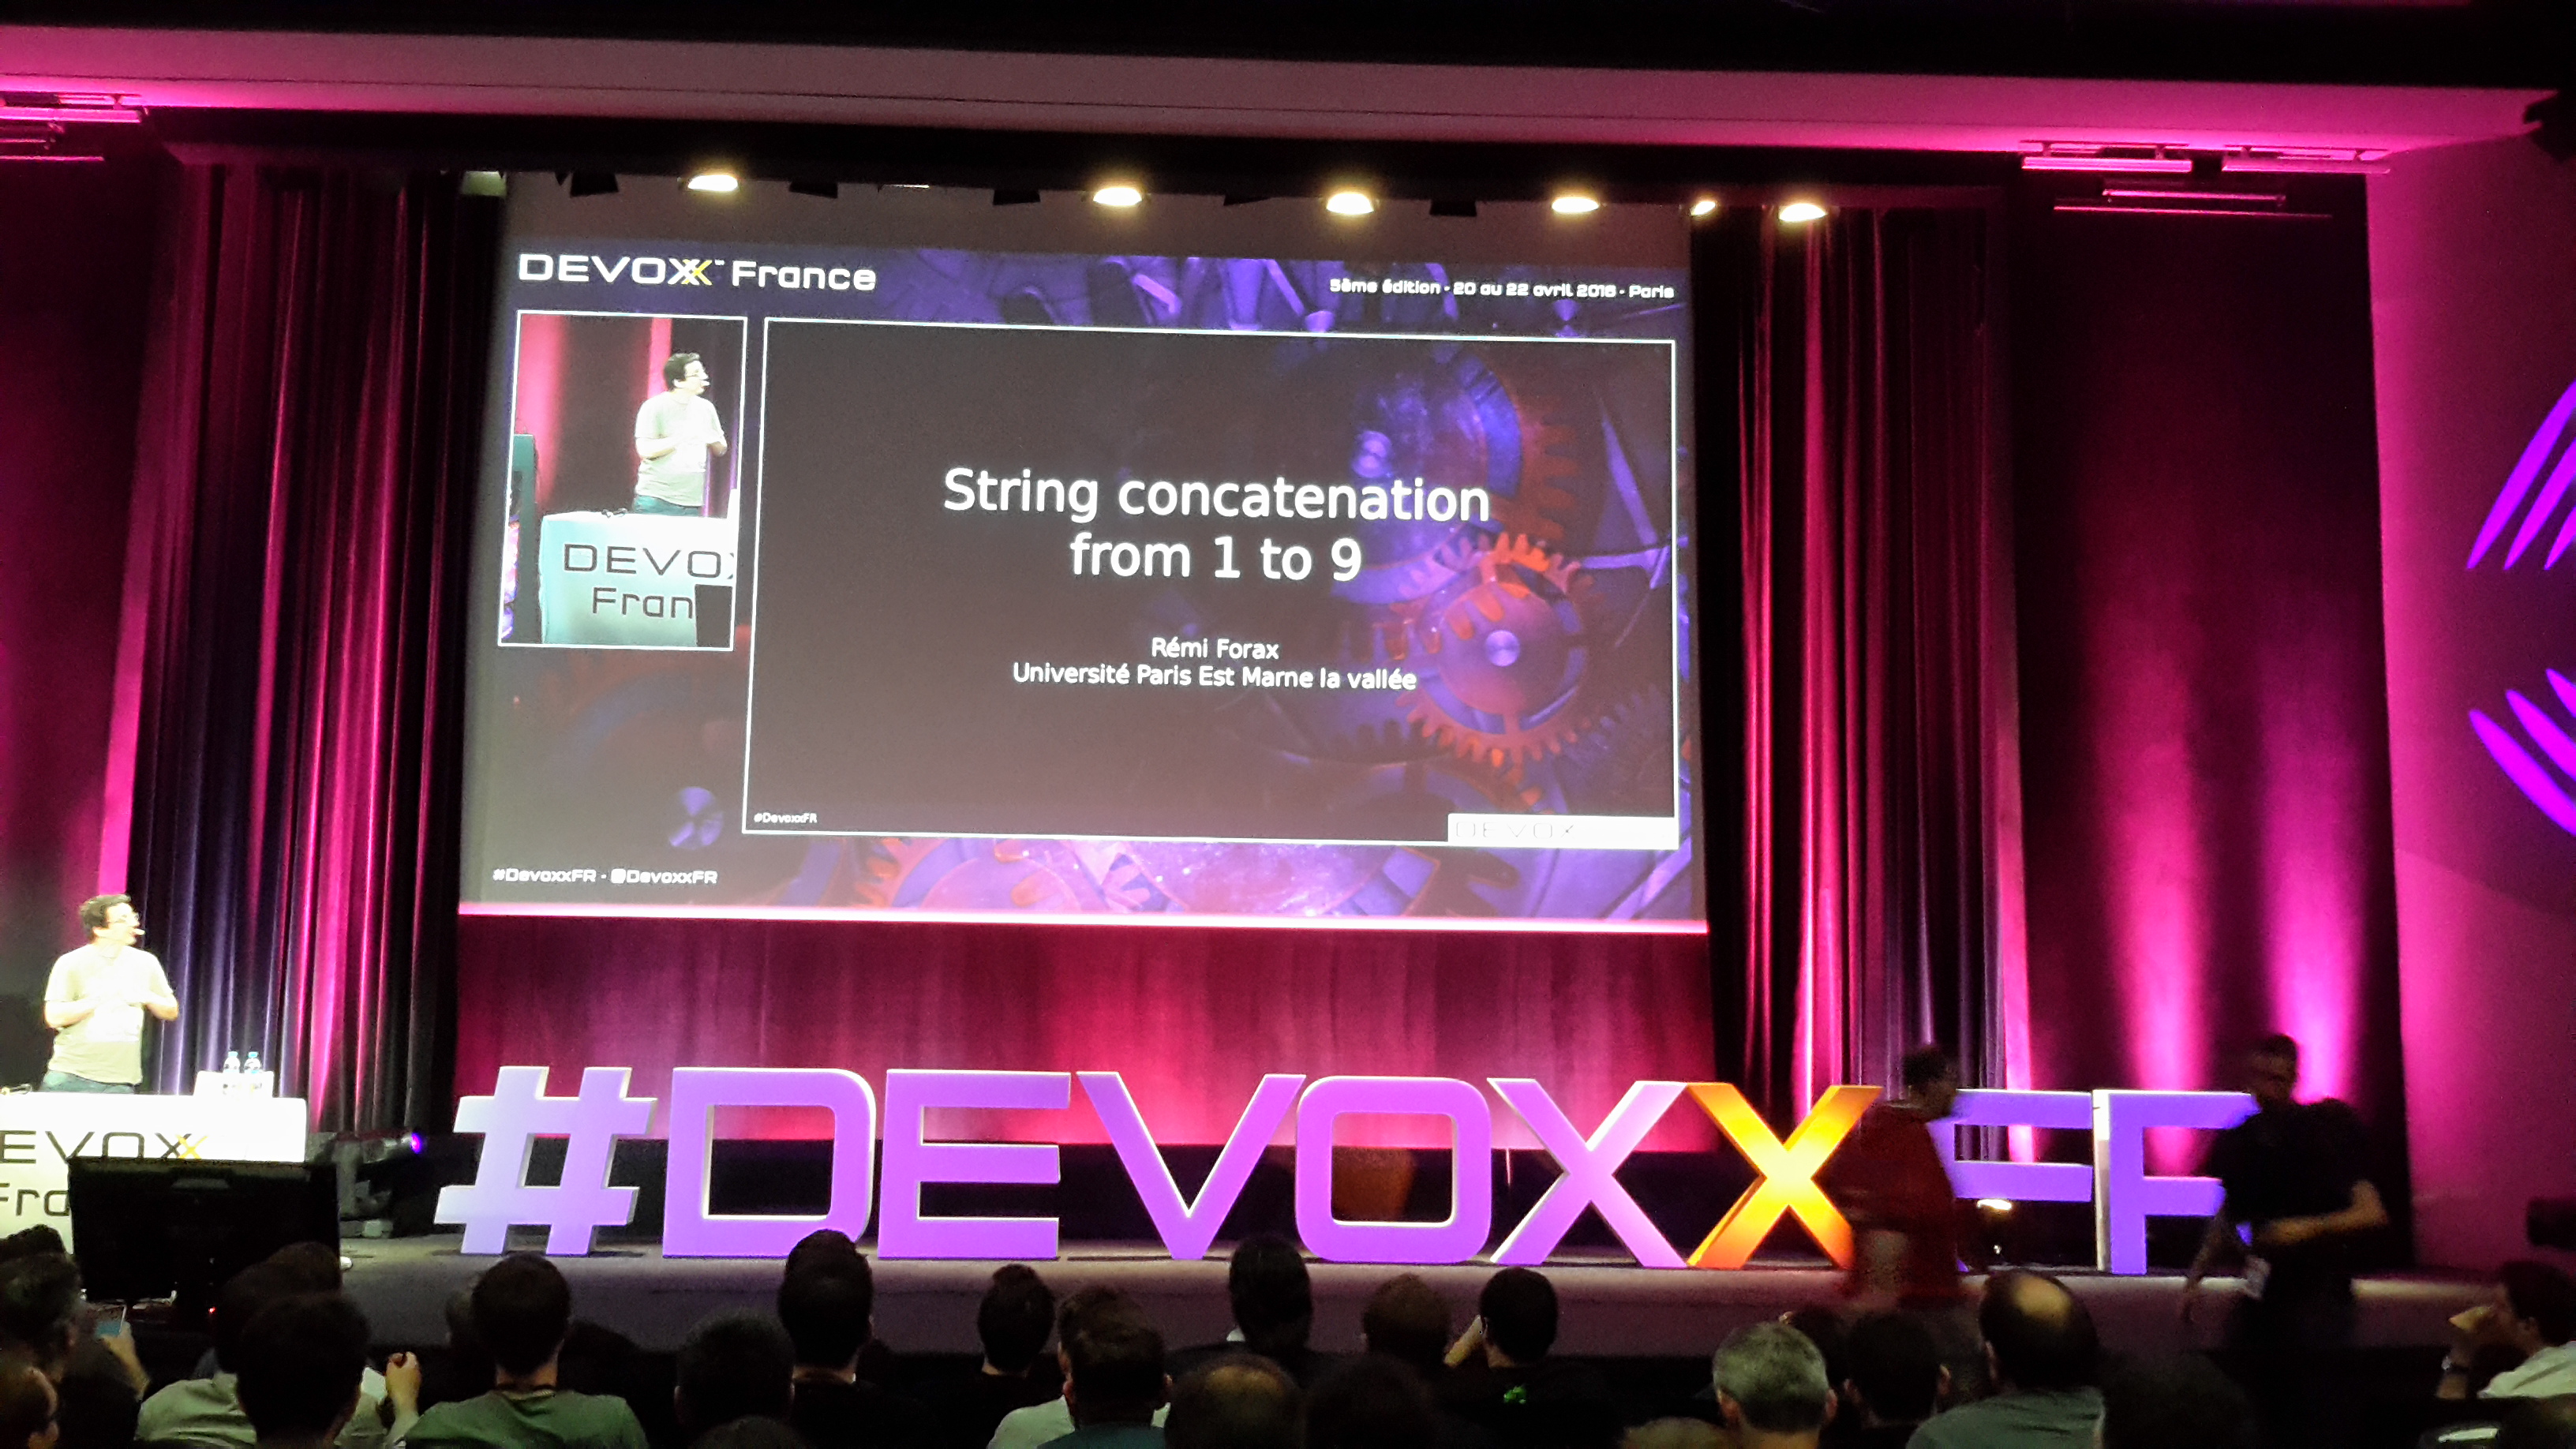 DEVOXX™ France
5ème édition - 20 au 22 avril 2016 - Paris
DEVOX
Fran
String concatenation
from 1 to 9
Rémi Forax
Université Paris Est Marne la vallée
#DevoxxFR
DEVOX
#DevoxxFR - @DevoxxFR
#DEVOXXFR
EVOXX
Fra